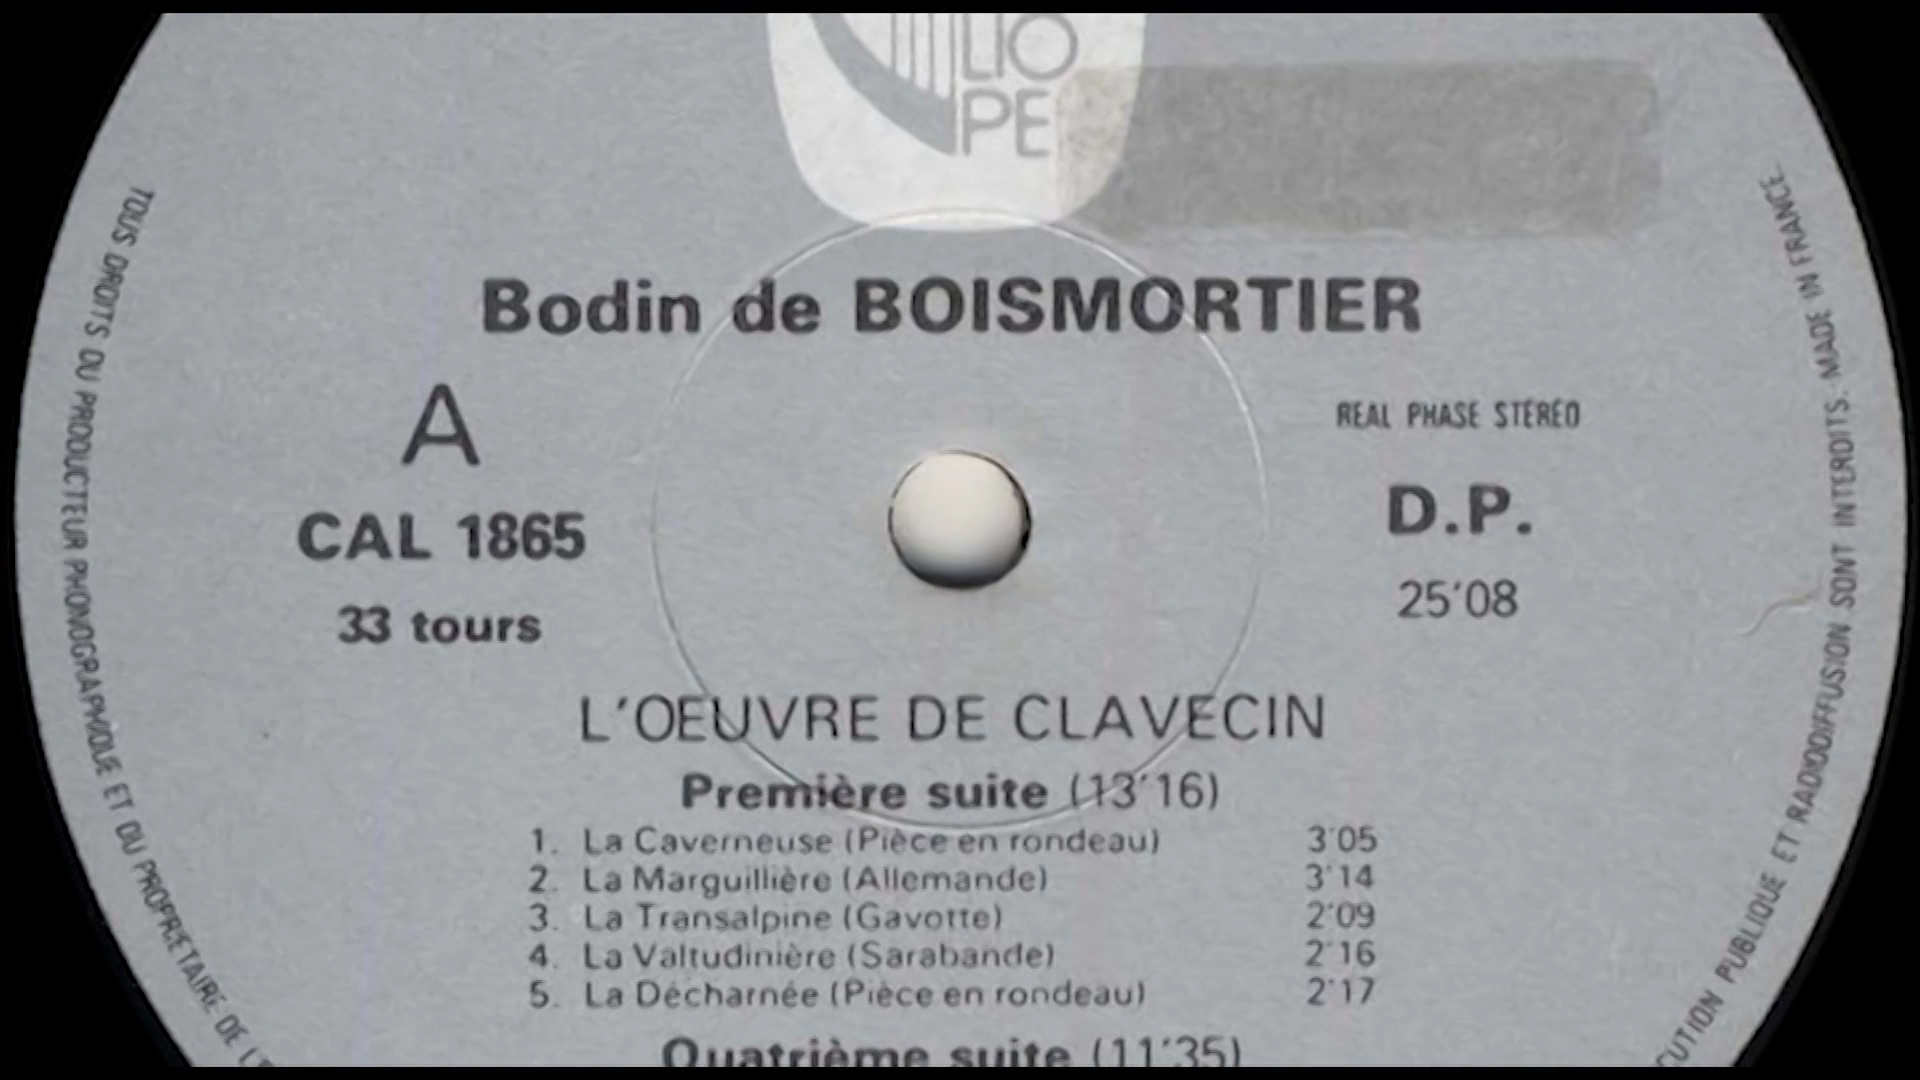 LIO
PE
Bodin de BOISMORTIER
A
REAL PHASE STÉRÉO
CAL 1865
D.P.
33 tours
25'08
L'OEUVRE DE CLAVECIN
Première suite (13'16)
1. La Caverneuse (Pièce en rondeau) 3'05
2. La Marguillière (Allemande) 3'14
3. La Transalpine (Gavotte) 2'09
4. La Valtudinière (Sarabande) 2'16
5. La Décharnée (Pièce en rondeau) 2'17
Quatrième suite (11'35)
TOUS DROITS DU PRODUCTEUR PHONOGRAPHIQUE ET DU PROPRIETAIRE DE
PUBLIQUE ET RADIODIFFUSION SONT INTERDITS. MADE IN FRANCE